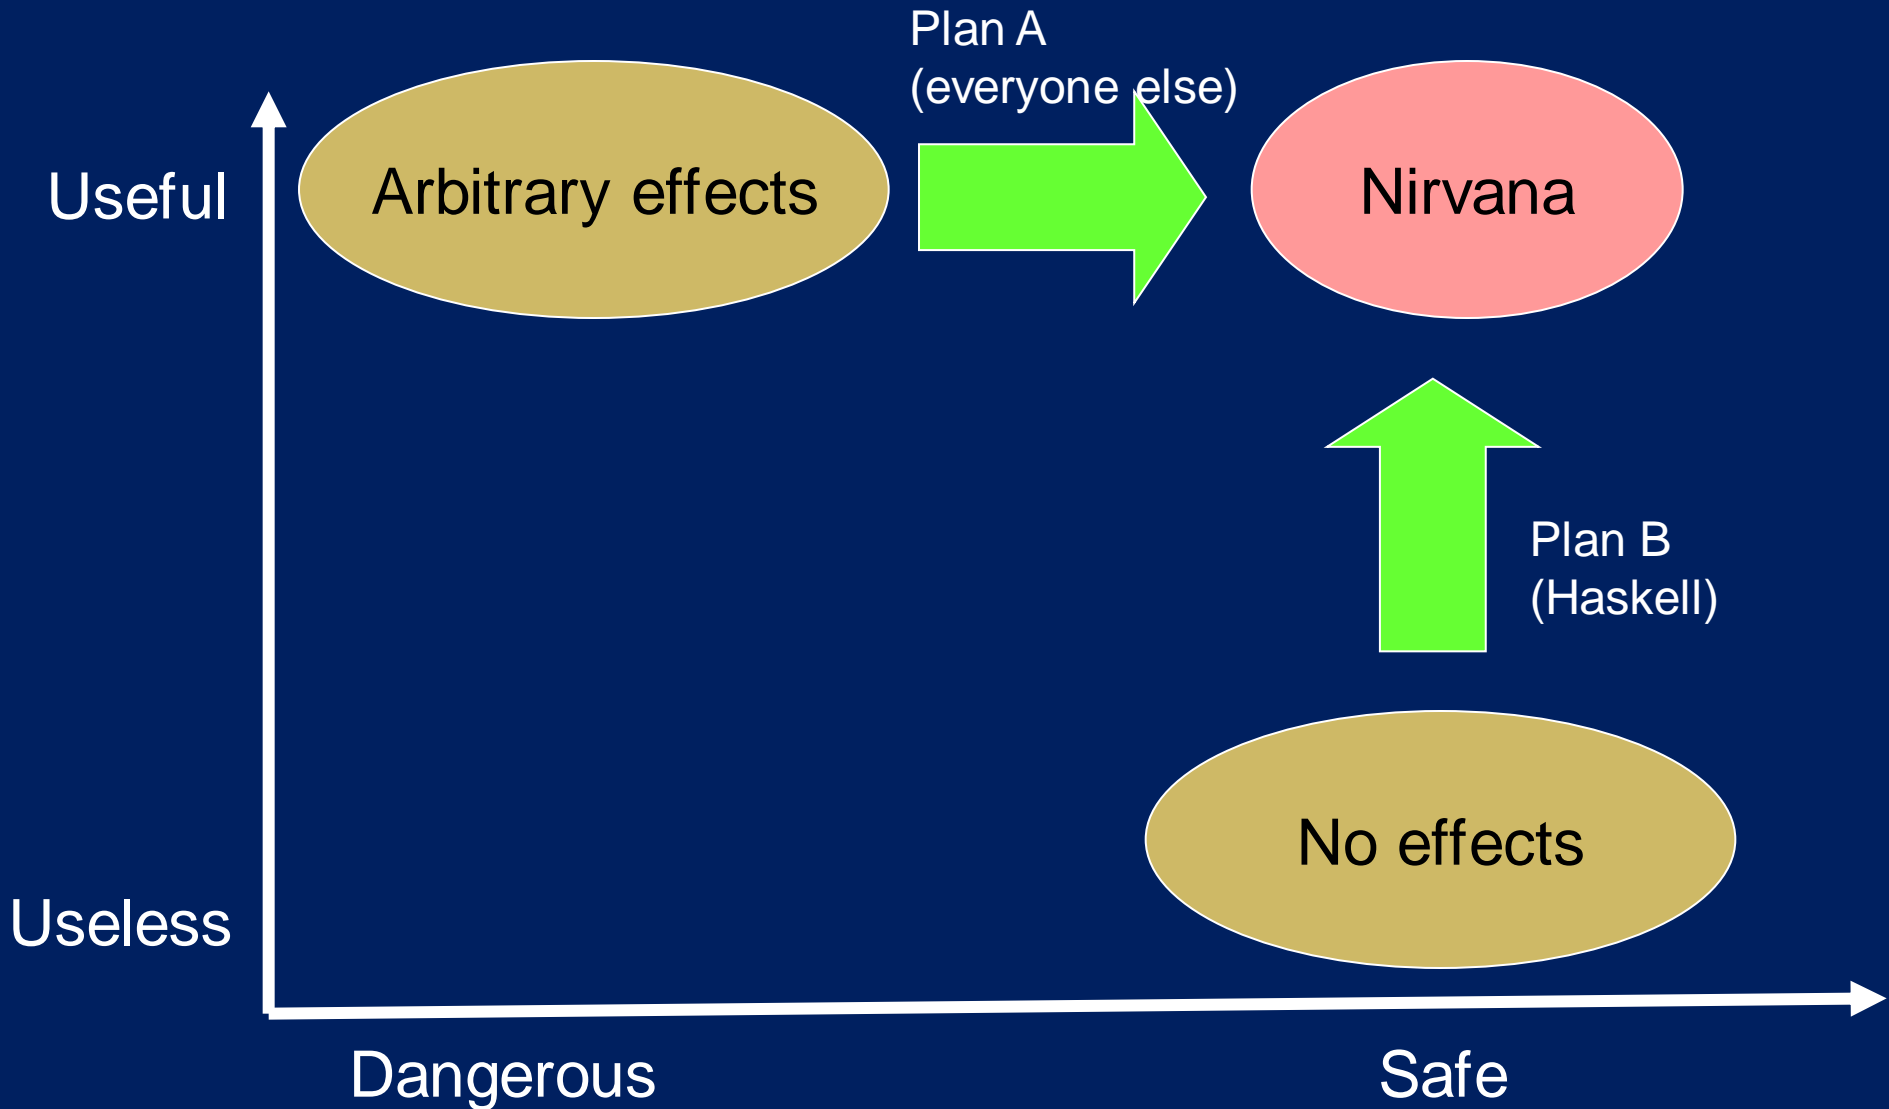 Plan A
(everyone else)
Useful
Arbitrary effects
Nirvana
Plan B
(Haskell)
No effects
Useless
Dangerous
Safe